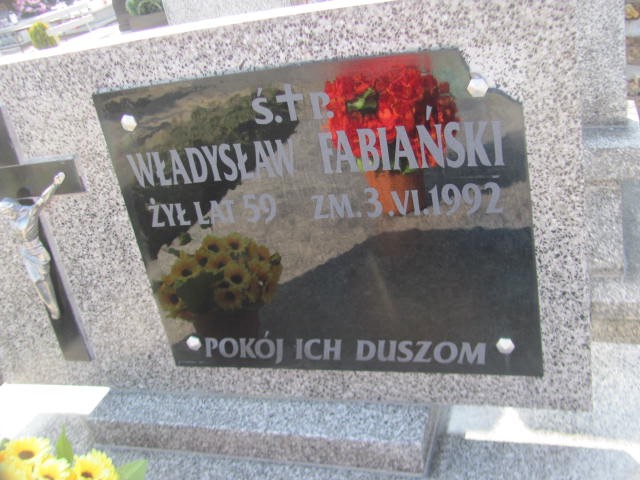 Ś.✝P.
WŁADYSŁAW FABIAŃSKI
ŻYŁ LAT 59 ZM. 3.VI.1992
POKÓJ ICH DUSZOM